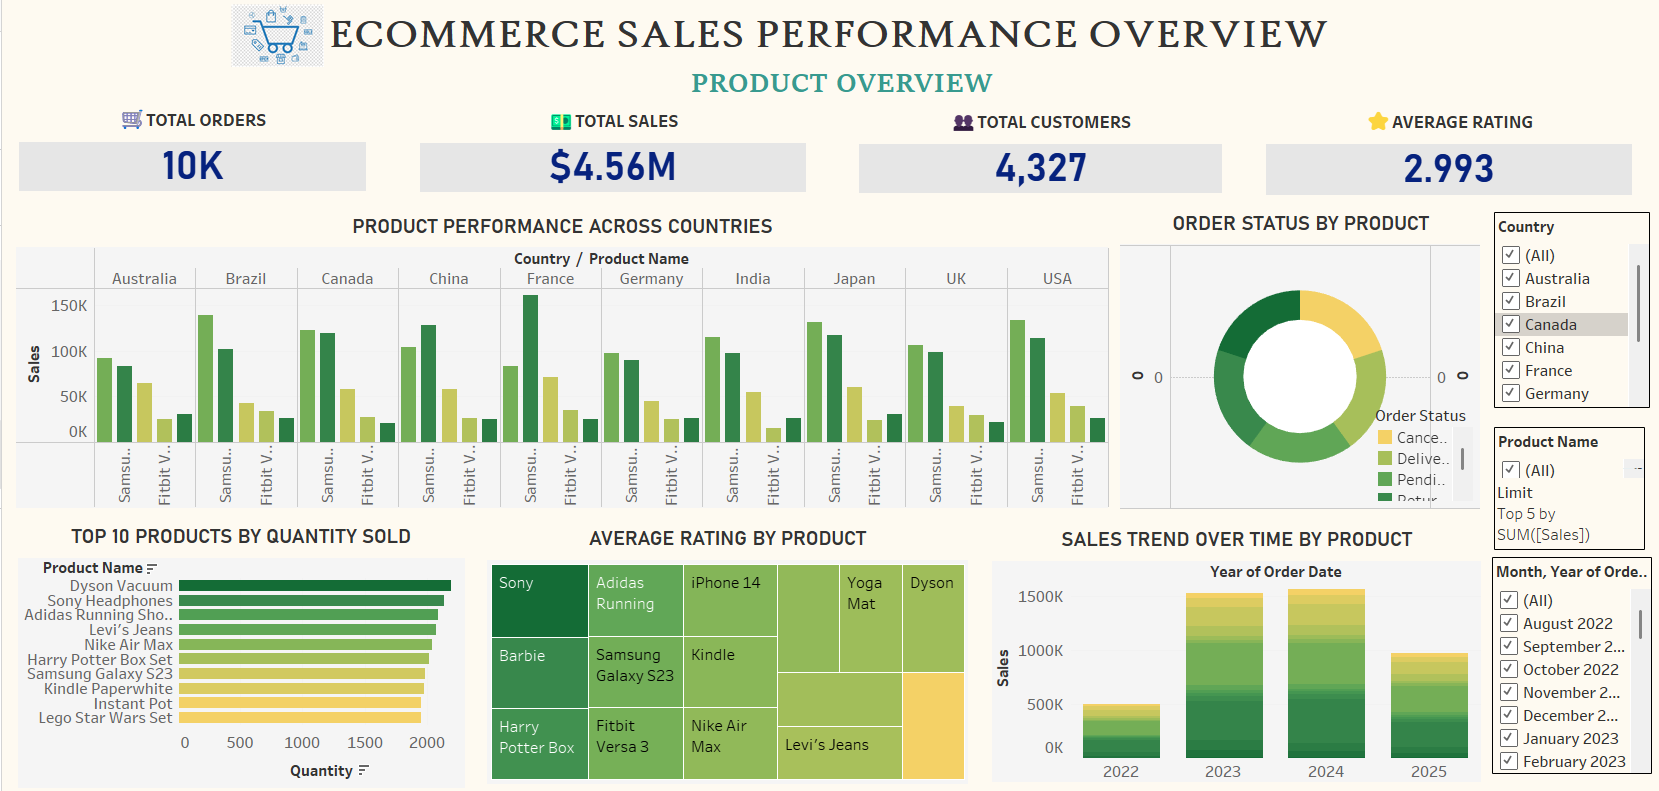 ECOMMERCE SALES PERFORMANCE OVERVIEW
PRODUCT OVERVIEW
TOTAL ORDERS
10K
TOTAL SALES
$4.56M
TOTAL CUSTOMERS
4,327
AVERAGE RATING
2.993
PRODUCT PERFORMANCE ACROSS COUNTRIES
Country / Product Name
Australia Brazil Canada China France Germany India Japan UK USA
150K
100K
50K
0K
Sales
Samsu.. Fitbit V.. Samsu.. Fitbit V.. Samsu.. Fitbit V.. Samsu.. Fitbit V.. Samsu.. Fitbit V.. Samsu.. Fitbit V.. Samsu.. Fitbit V.. Samsu.. Fitbit V.. Samsu.. Fitbit V.. Samsu.. Fitbit V..
ORDER STATUS BY PRODUCT
0 0 0 0
Order Status
Cance..
Delive..
Pendi..
Retur..
Country
(All)
Australia
Brazil
Canada
China
France
Germany
Product Name
(All)
Limit
Top 5 by
SUM([Sales])
TOP 10 PRODUCTS BY QUANTITY SOLD
Product Name
Dyson Vacuum
Sony Headphones
Adidas Running Sho..
Levi's Jeans
Nike Air Max
Harry Potter Box Set
Samsung Galaxy S23
Kindle Paperwhite
Instant Pot
Lego Star Wars Set
0 500 1000 1500 2000
Quantity
AVERAGE RATING BY PRODUCT
Sony
Barbie
Harry
Potter Box
Adidas
Running
Samsung
Galaxy S23
Fitbit
Versa 3
iPhone 14
Kindle
Nike Air
Max
Yoga
Mat
Dyson
Levi's Jeans
SALES TREND OVER TIME BY PRODUCT
Year of Order Date
1500K
1000K
500K
0K
Sales
2022 2023 2024 2025
Month, Year of Orde..
(All)
August 2022
September 2...
October 2022
November 2...
December 2...
January 2023
February 2023